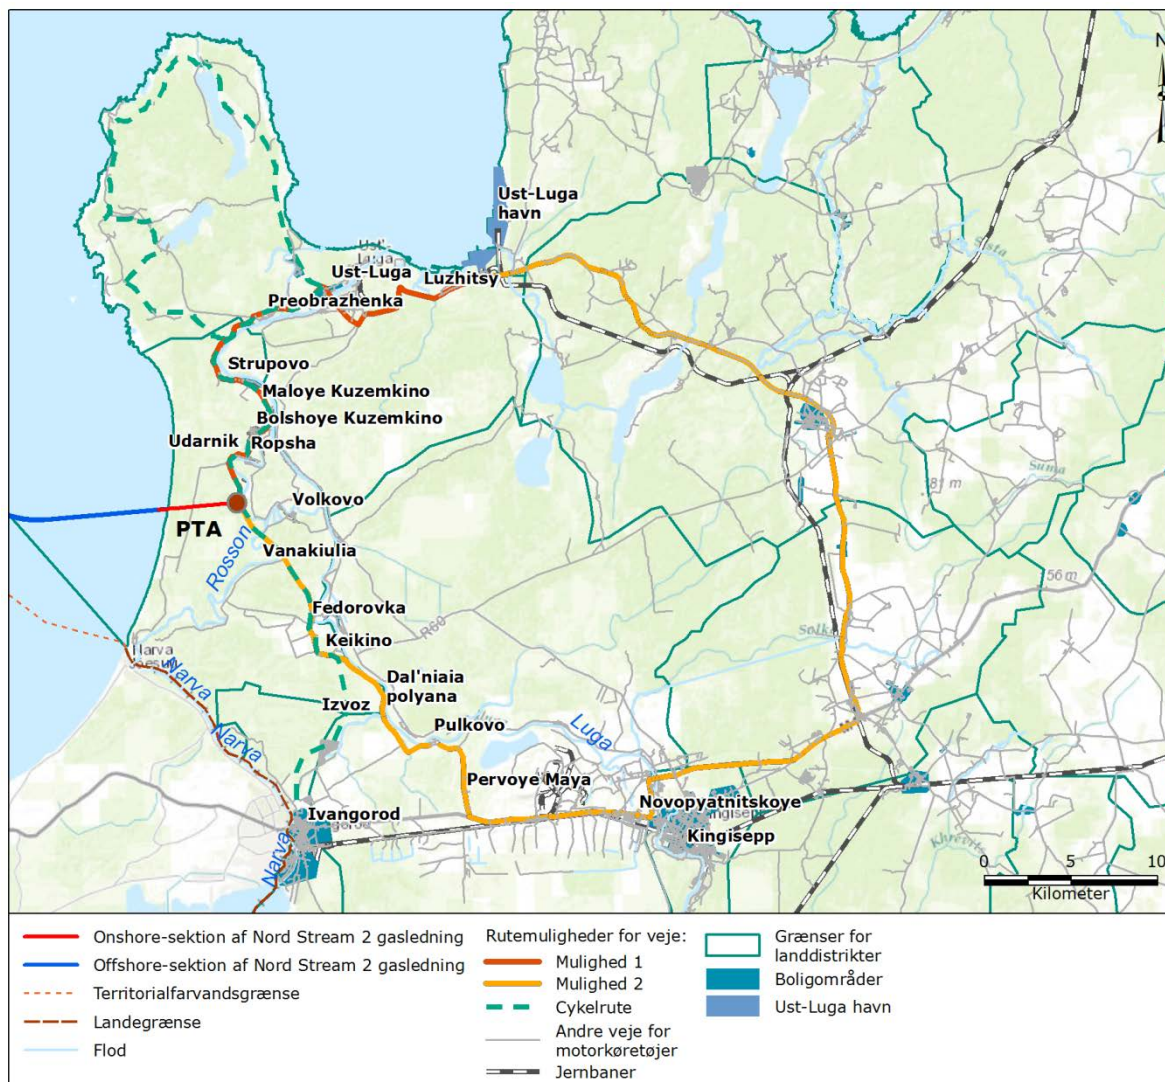 N
Ust-Luga
havn
Ust-
Luga
Ust-Luga
Luzhitsy
Preobrazhenka
Sista
Strupovo
Maloye Kuzemkino
Bolshoye Kuzemkino
Udarnik
Ropsha
Suma
81 m
Volkovo
PTA
Rosson
Vanakiulia
56 m
Fedorovka
R60
Keikino
Narva
Narva
Dal'niaia
polyana
Izvoz
Narva
Luga
Pulkovo
Pervoye Maya
Novopyatnitskoye
Ivangorod
Kingisepp
Narva
0 5 10
Kilometer
Onshore-sektion af Nord Stream 2 gasledning
Offshore-sektion af Nord Stream 2 gasledning
Territorialfarvandsgrænse
Landegrænse
Flod
Rutemuligheder for veje:
Mulighed 1
Mulighed 2
Cykelrute
Andre veje for
motorkøretøjer
Jernbaner
Grænser for
landdistrikter
Boligområder
Ust-Luga havn